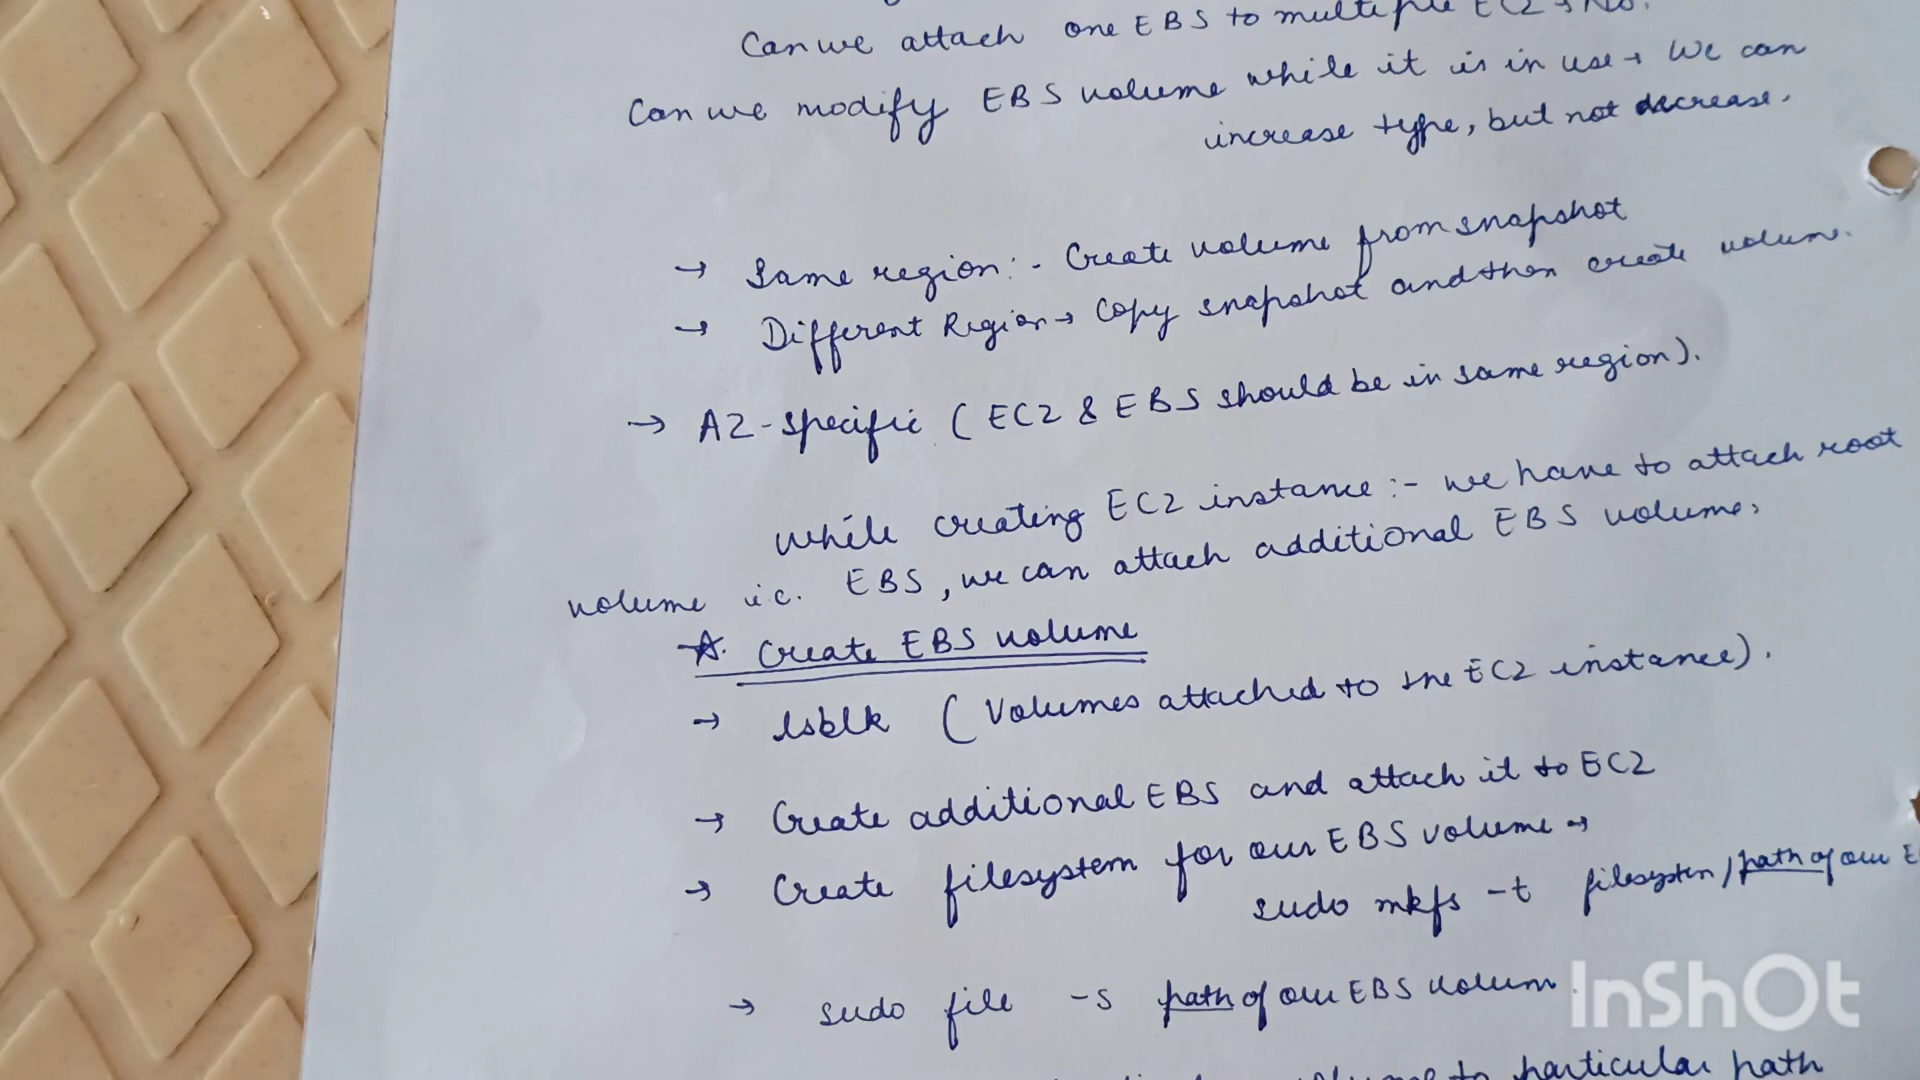 Can we attach one EBS to multiple EC2 → No.
Can we modify EBS volume while it is in use → We can
increase type, but not decrease.
→ Same region :- Create volume from snapshot
→ Different Region → Copy snapshot and then create volume.
→ AZ-specific (EC2 & EBS should be in same region).
While creating EC2 instance :- we have to attach root
volume i.e. EBS, we can attach additional EBS volume.
☆. Create EBS volume
→ lsblk (Volumes attached to the EC2 instance).
→ Create additional EBS and attach it to EC2
→ Create filesystem for our EBS volume →
sudo mkfs -t filesystem / path of our E
→ sudo file -s path of our EBS volum.
to particular path
InShOt